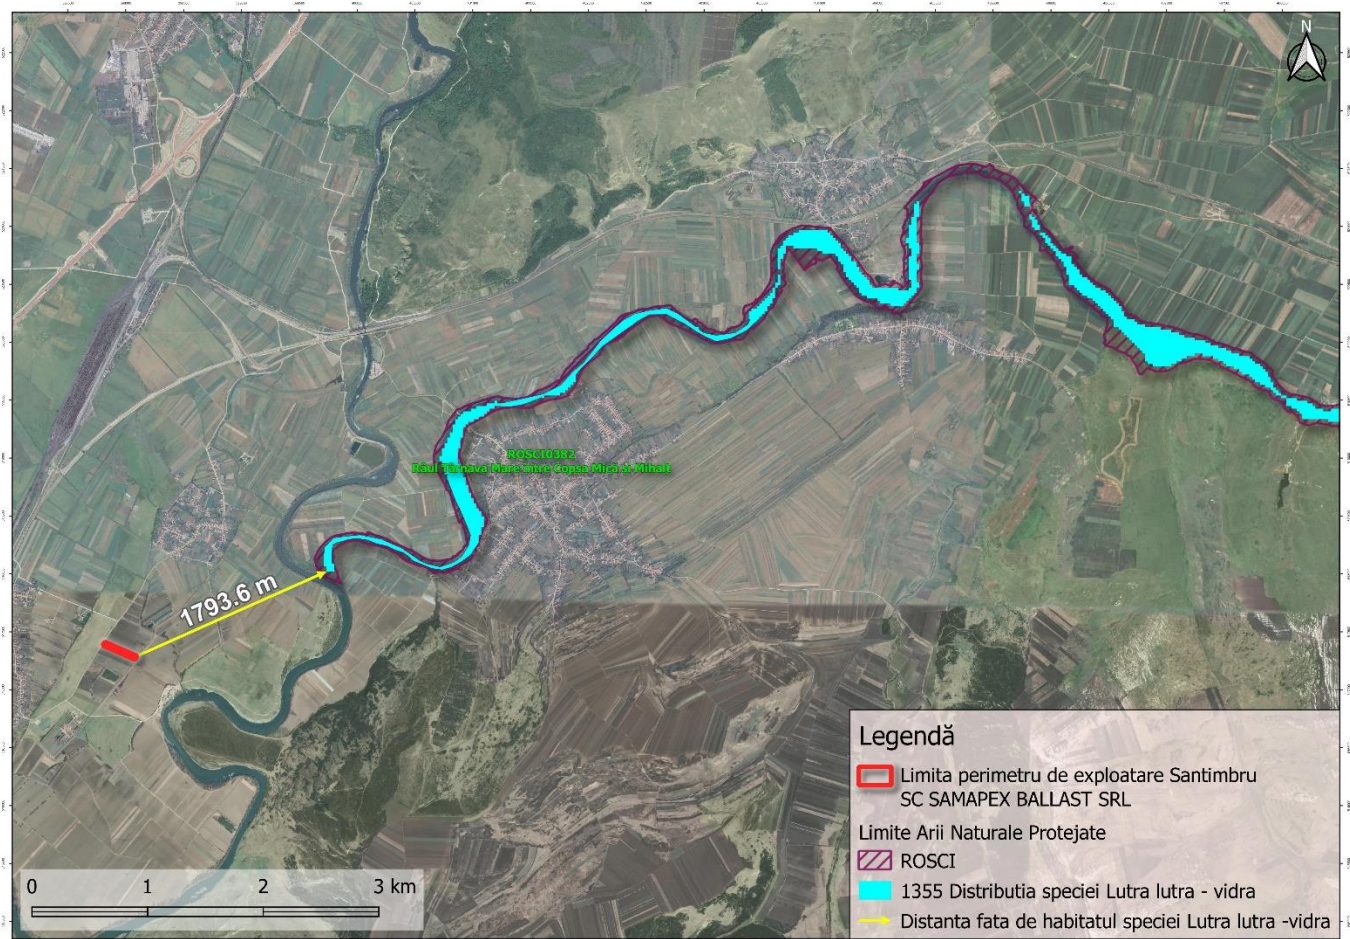 N
ROSCI0382
Râul Târnava Mare intre Copșa Mică și Mihalț
1793.6 m
Legendă
Limita perimetru de exploatare Santimbru
SC SAMAPEX BALLAST SRL
Limite Arii Naturale Protejate
ROSCI
1355 Distributia speciei Lutra lutra - vidra
Distanta fata de habitatul speciei Lutra lutra -vidra
0 1 2 3 km